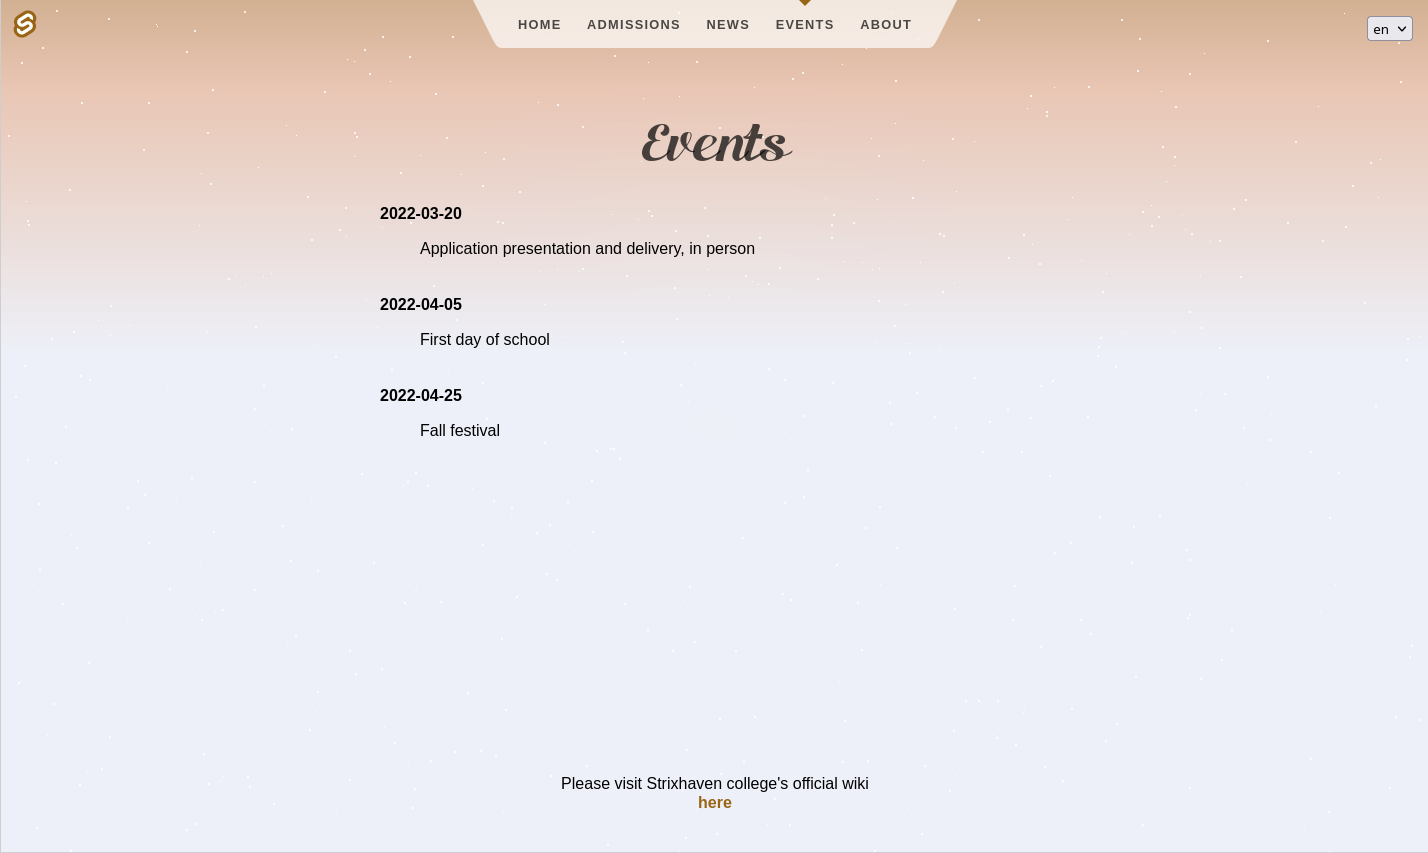 HOME ADMISSIONS NEWS EVENTS ABOUT
en
Events
2022-03-20
Application presentation and delivery, in person
2022-04-05
First day of school
2022-04-25
Fall festival
Please visit Strixhaven college's official wiki
here